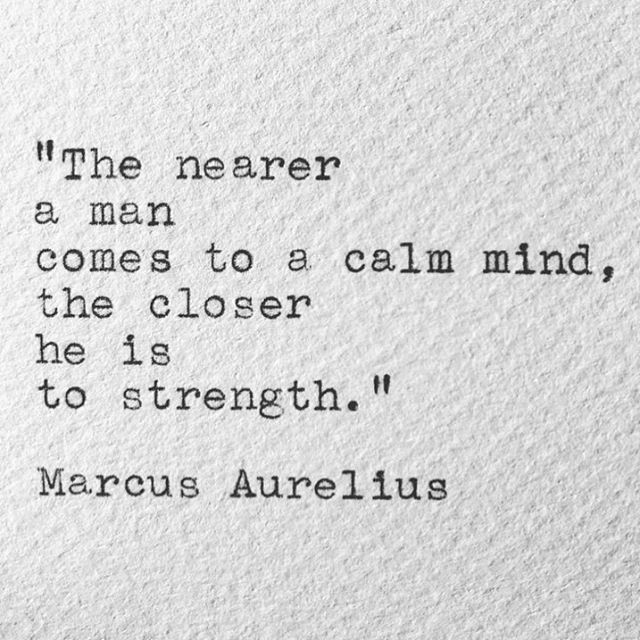 "The nearer
a man
comes to a calm mind,
the closer
he is
to strength."
Marcus Aurelius